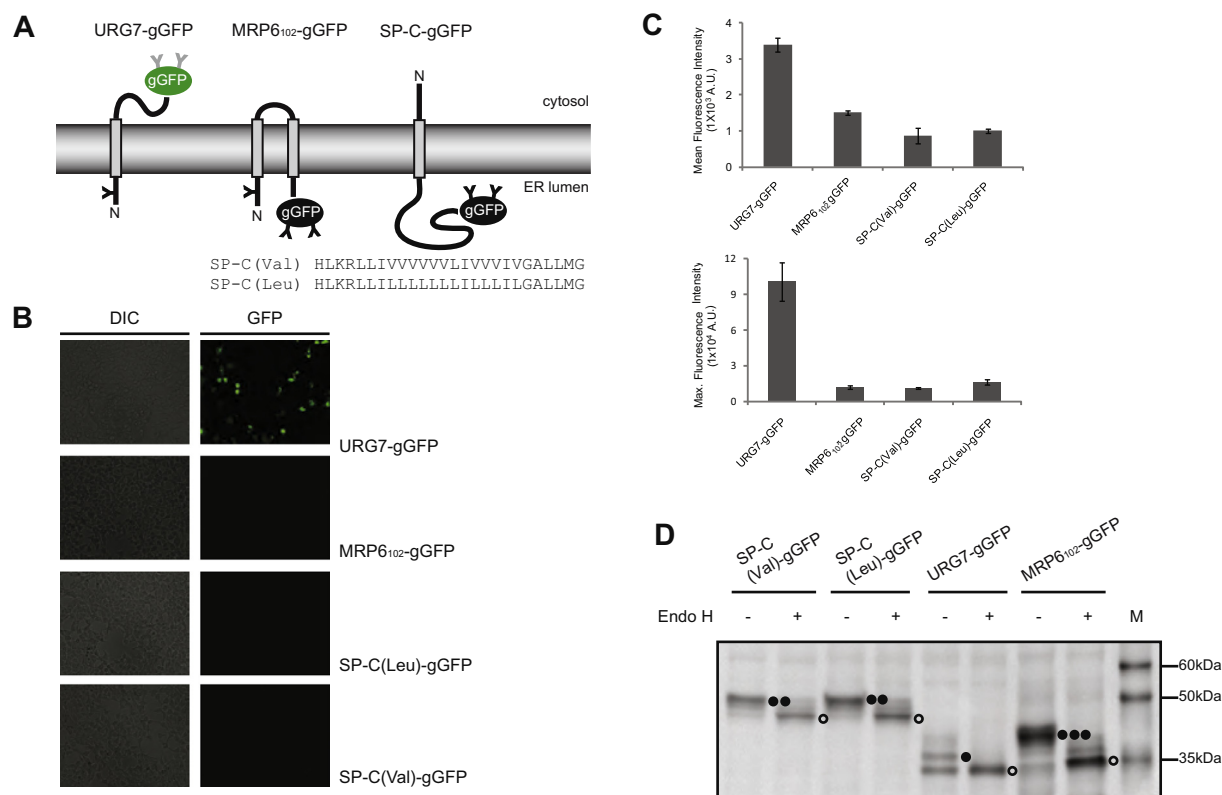 A
URG7-gGFP
MRP6102-gGFP
SP-C-gGFP
gGFP
N
cytosol
ER lumen
N
N
gGFP
gGFP
SP-C(Val) HLKRLLIVVVVVVLIVVVIVGALLMG
SP-C(Leu) HLKRLLILLLLLLLILLLILGALLMG
B
DIC
GFP
URG7-gGFP
MRP6102-gGFP
SP-C(Leu)-gGFP
SP-C(Val)-gGFP
C
Mean Fluorescence Intensity
(1X10³ A.U.)
4
3
2
1
0
URG7-gGFP
MRP6102-gGFP
SP-C(Val)-gGFP
SP-C(Leu)-gGFP
Max. Fluorescence Intensity
(1x10⁴ A.U.)
12
9
6
3
0
URG7-gGFP
MRP6102-gGFP
SP-C(Val)-gGFP
SP-C(Leu)-gGFP
D
SP-C
(Val)-gGFP
SP-C
(Leu)-gGFP
URG7-gGFP
MRP6102-gGFP
Endo H - + - + - + - + M
60kDa
50kDa
35kDa